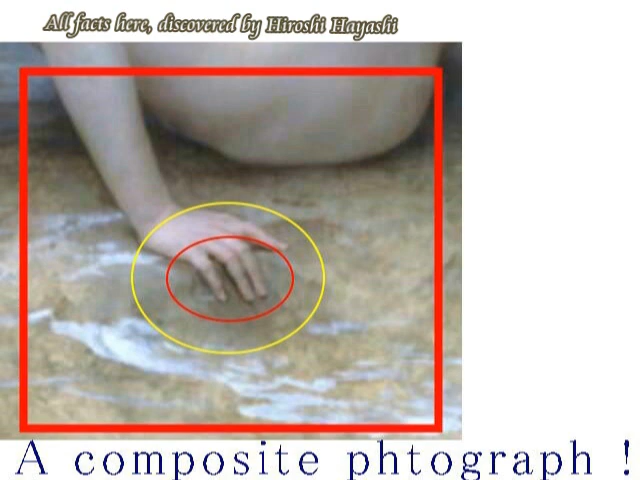 All facts here, discovered by Hiroshi Hayashi
A composite phtograph !